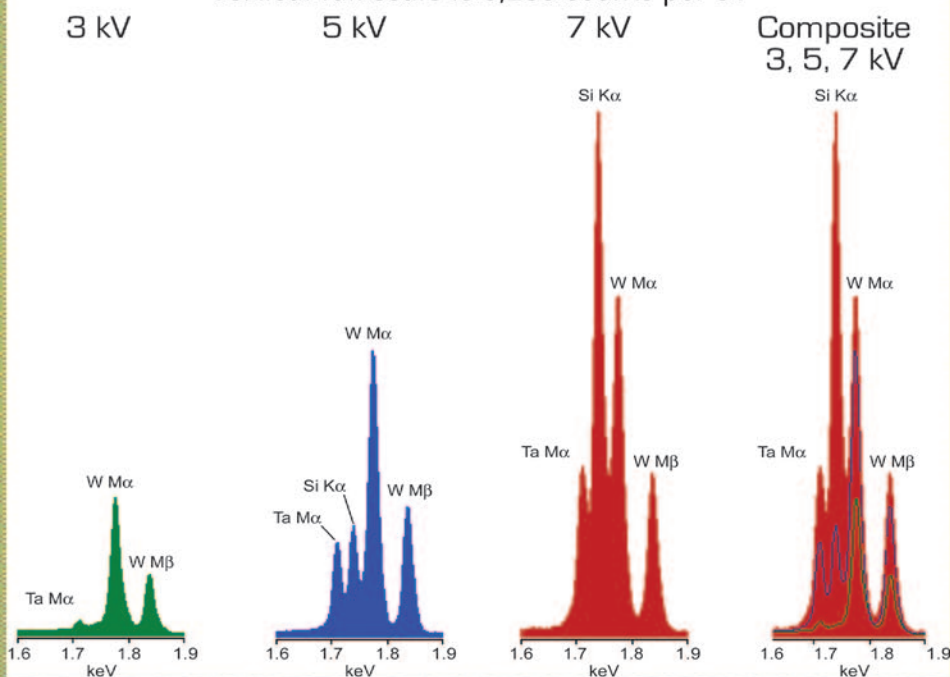 3 kV
5 kV
7 kV
Composite
3, 5, 7 kV
W Mα
W Mβ
Ta Mα
1.6 1.7 1.8 1.9
keV
W Mα
Si Kα
W Mβ
Ta Mα
1.6 1.7 1.8 1.9
keV
Si Kα
W Mα
Ta Mα
W Mβ
1.6 1.7 1.8 1.9
keV
Si Kα
W Mα
Ta Mα
W Mβ
1.6 1.7 1.8 1.9
keV